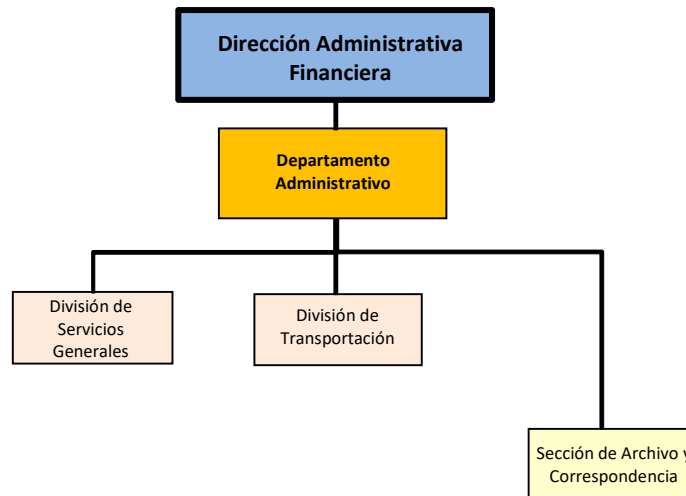 Dirección Administrativa
Financiera
Departamento
Administrativo
División de
Servicios
Generales
División de
Transportación
Sección de Archivo y
Correspondencia